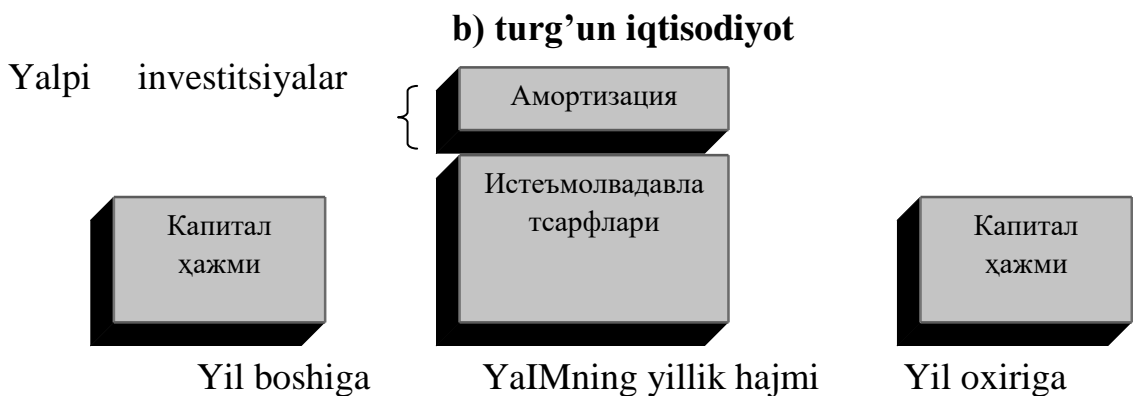 b) turg’un iqtisodiyot
Yalpi investitsiyalar
Амортизация
Истеъмолвадавла
тсарфлари
Капитал
ҳажми
Капитал
ҳажми
Yil boshiga YaIMning yillik hajmi Yil oxiriga